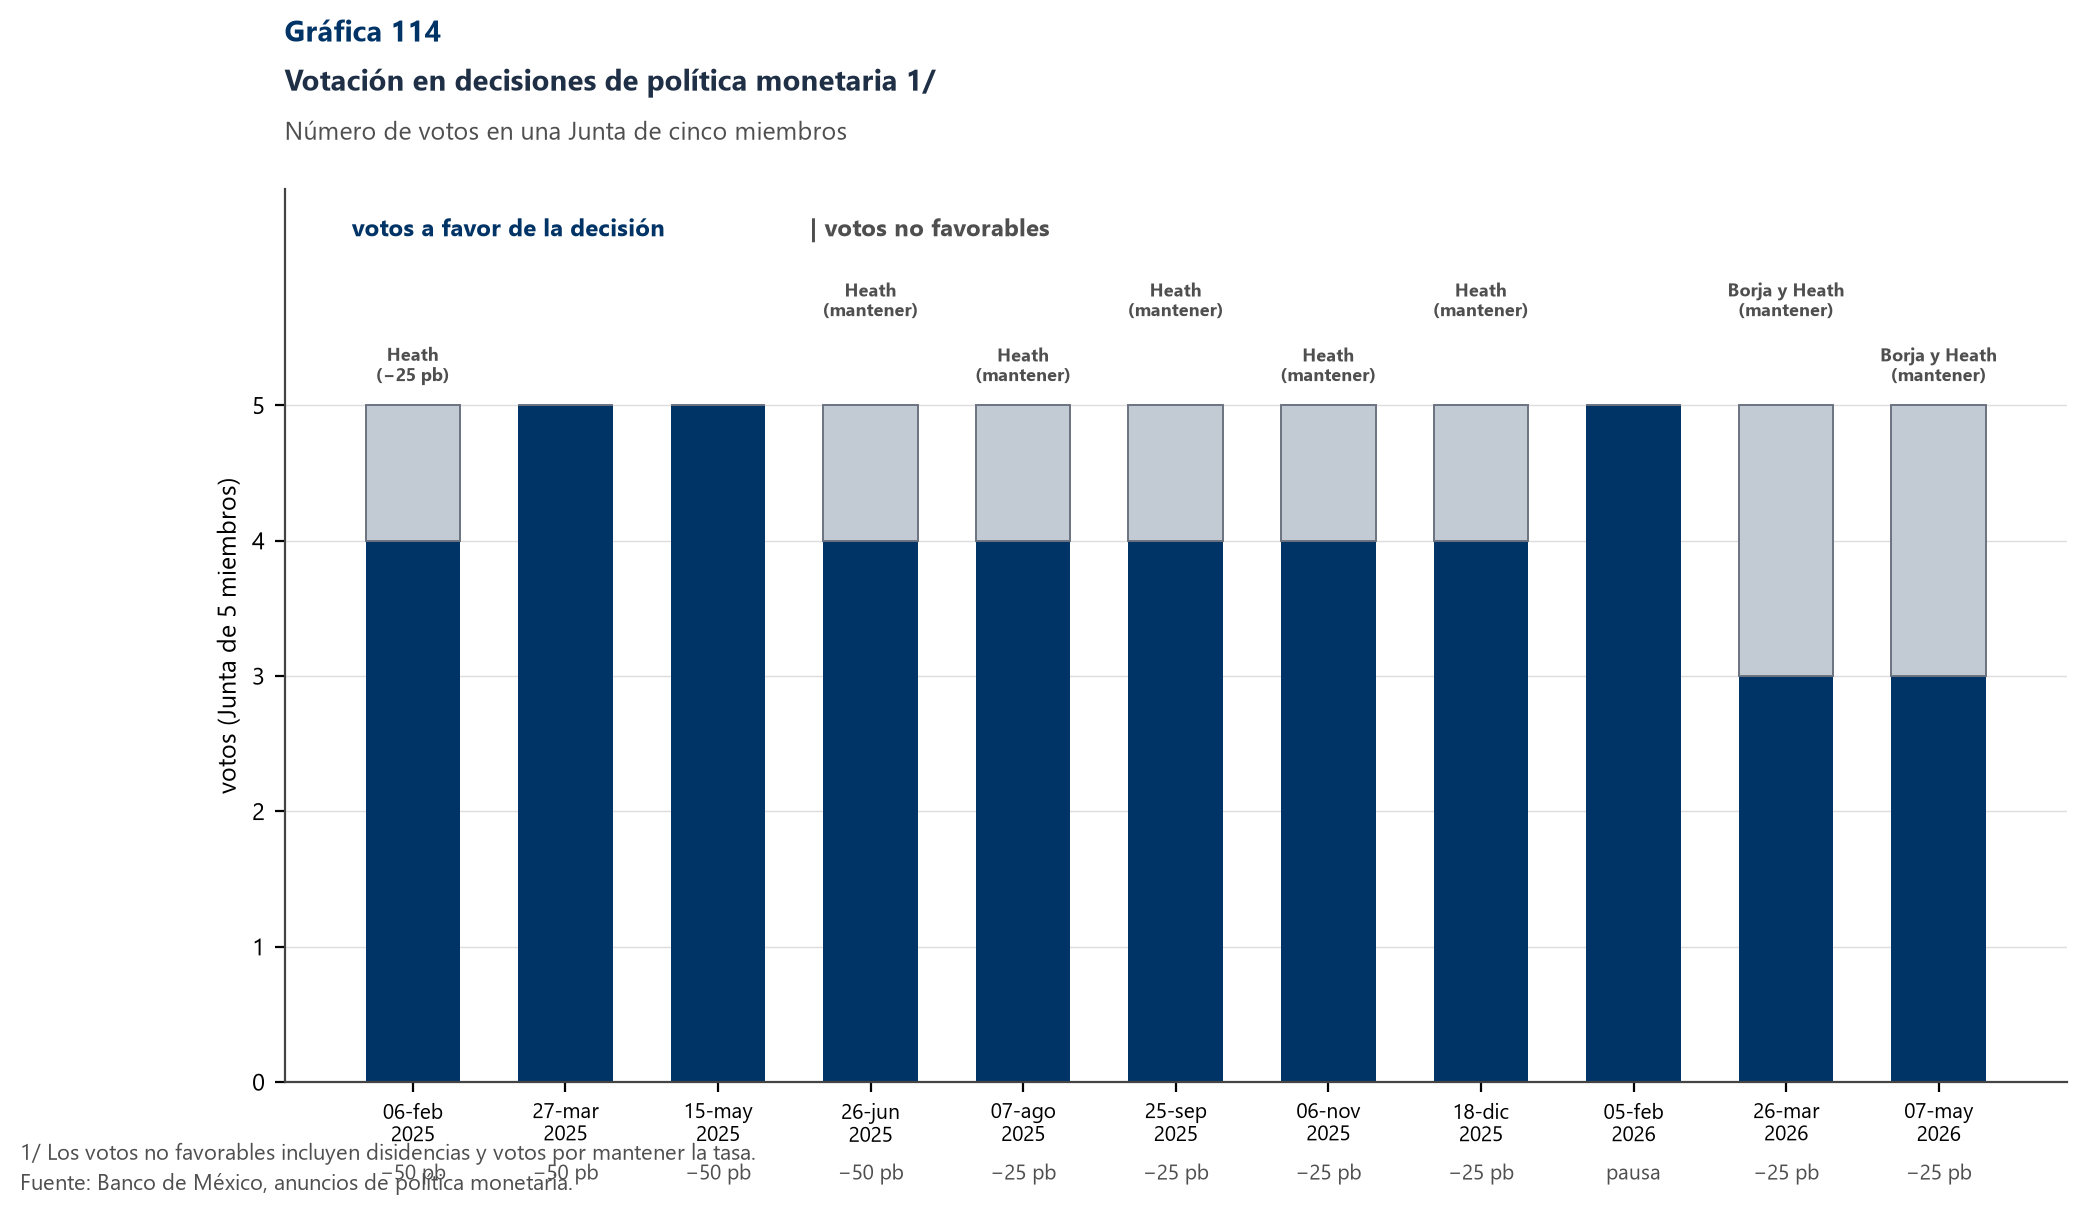 Gráfica 114
Votación en decisiones de política monetaria 1/
Número de votos en una Junta de cinco miembros
votos a favor de la decisión | votos no favorables
Heath
(mantener)
Heath
(mantener)
Heath
(mantener)
Borja y Heath
(mantener)
Heath
(−25 pb)
Heath
(mantener)
Heath
(mantener)
Borja y Heath
(mantener)
votos (Junta de 5 miembros)
5
4
3
2
1
0
06-feb
2025
27-mar
2025
15-may
2025
26-jun
2025
07-ago
2025
25-sep
2025
06-nov
2025
18-dic
2025
05-feb
2026
26-mar
2026
07-may
2026
−50 pb
−50 pb
−50 pb
−50 pb
−25 pb
−25 pb
−25 pb
−25 pb
pausa
−25 pb
−25 pb
1/ Los votos no favorables incluyen disidencias y votos por mantener la tasa.
Fuente: Banco de México, anuncios de política monetaria.